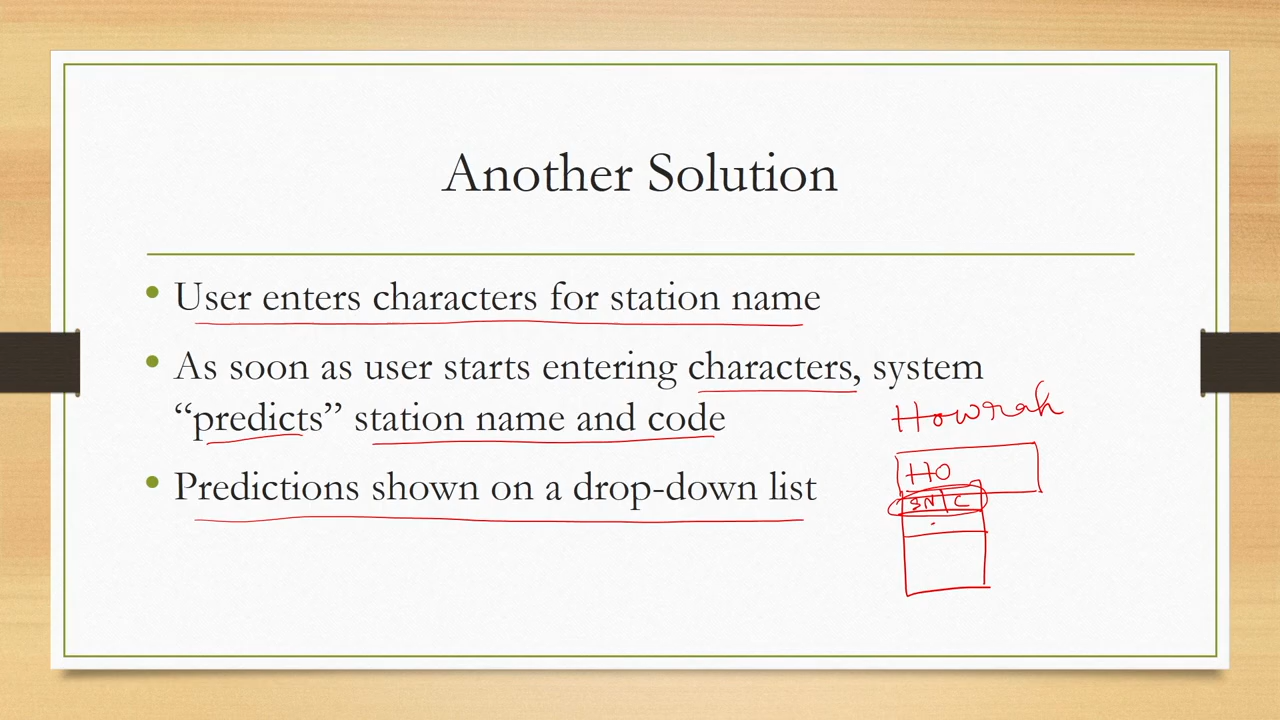 Another Solution
• User enters characters for station name
• As soon as user starts entering characters, system
“predicts” station name and code
Howrah
• Predictions shown on a drop-down list
HO
SN C